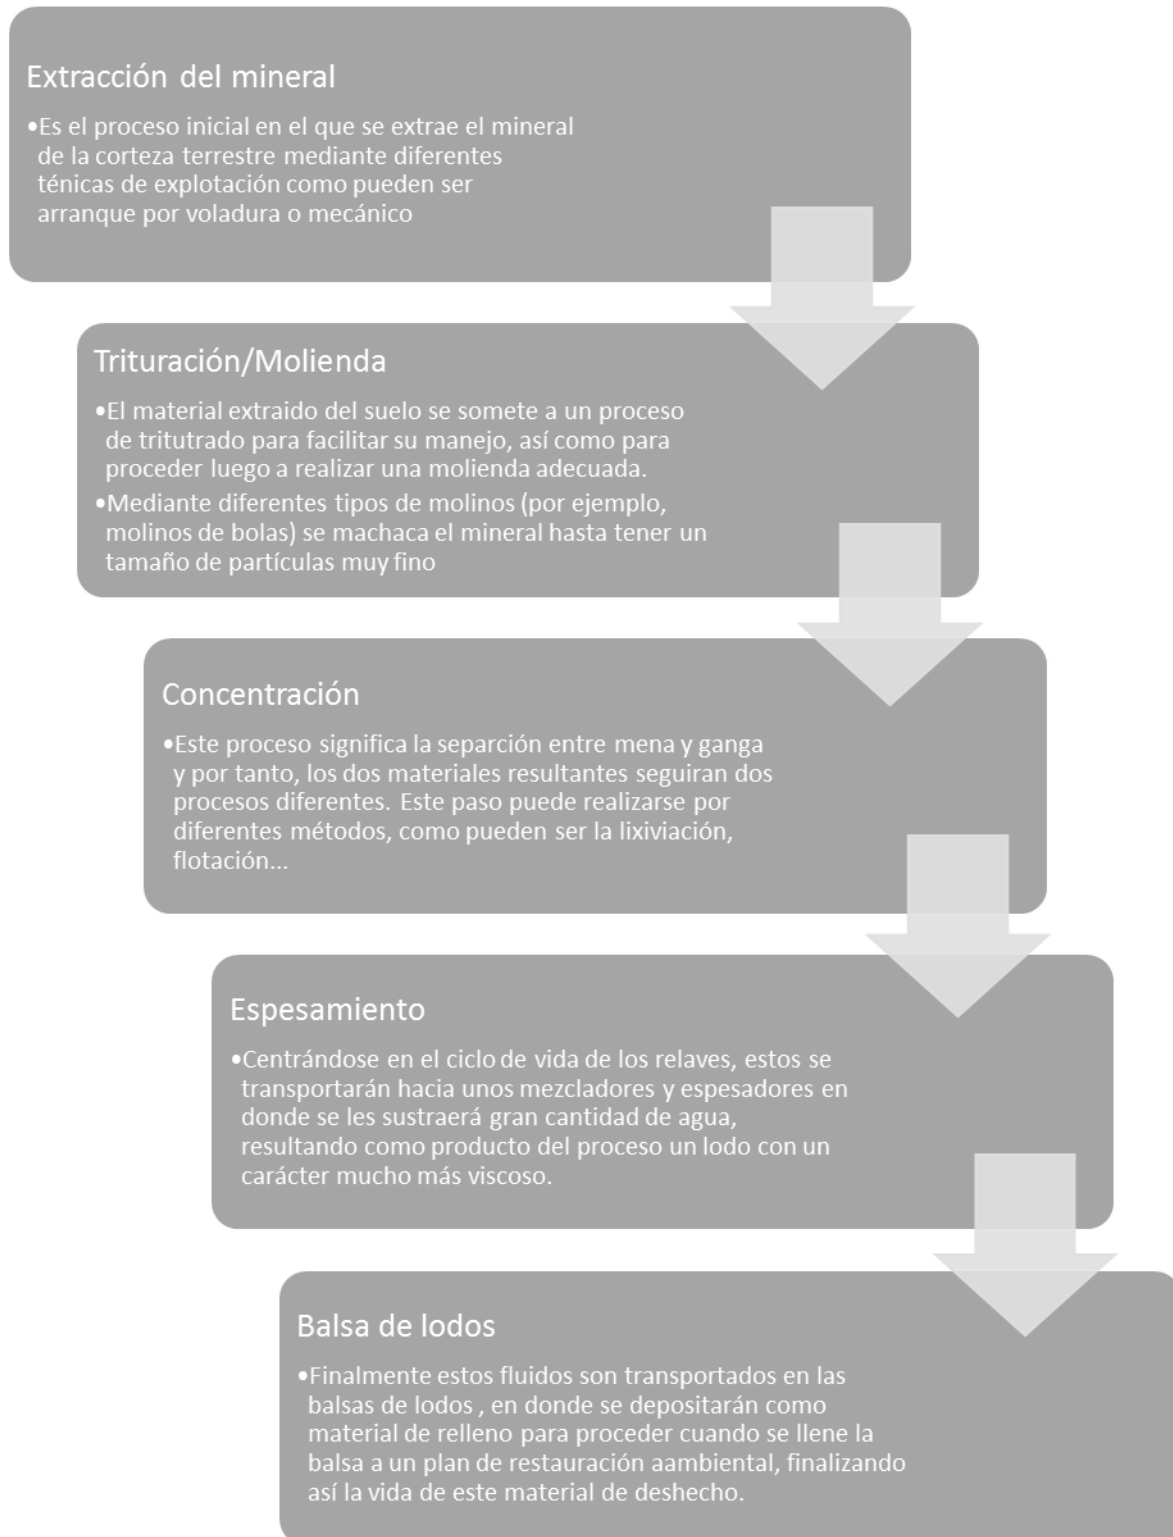 Extracción del mineral
•Es el proceso inicial en el que se extrae el mineral
de la corteza terrestre mediante diferentes
ténicas de explotación como pueden ser
arranque por voladura o mecánico
Trituración/Molienda
•El material extraido del suelo se somete a un proceso
de tritutrado para facilitar su manejo, así como para
proceder luego a realizar una molienda adecuada.
•Mediante diferentes tipos de molinos (por ejemplo,
molinos de bolas) se machaca el mineral hasta tener un
tamaño de partículas muy fino
Concentración
•Este proceso significa la separción entre mena y ganga
y por tanto, los dos materiales resultantes seguiran dos
procesos diferentes. Este paso puede realizarse por
diferentes métodos, como pueden ser la lixiviación,
flotación...
Espesamiento
•Centrándose en el ciclo de vida de los relaves, estos se
transportarán hacia unos mezcladores y espesadores en
donde se les sustraerá gran cantidad de agua,
resultando como producto del proceso un lodo con un
carácter mucho más viscoso.
Balsa de lodos
•Finalmente estos fluidos son transportados en las
balsas de lodos , en donde se depositarán como
material de relleno para proceder cuando se llene la
balsa a un plan de restauración aambiental, finalizando
así la vida de este material de deshecho.